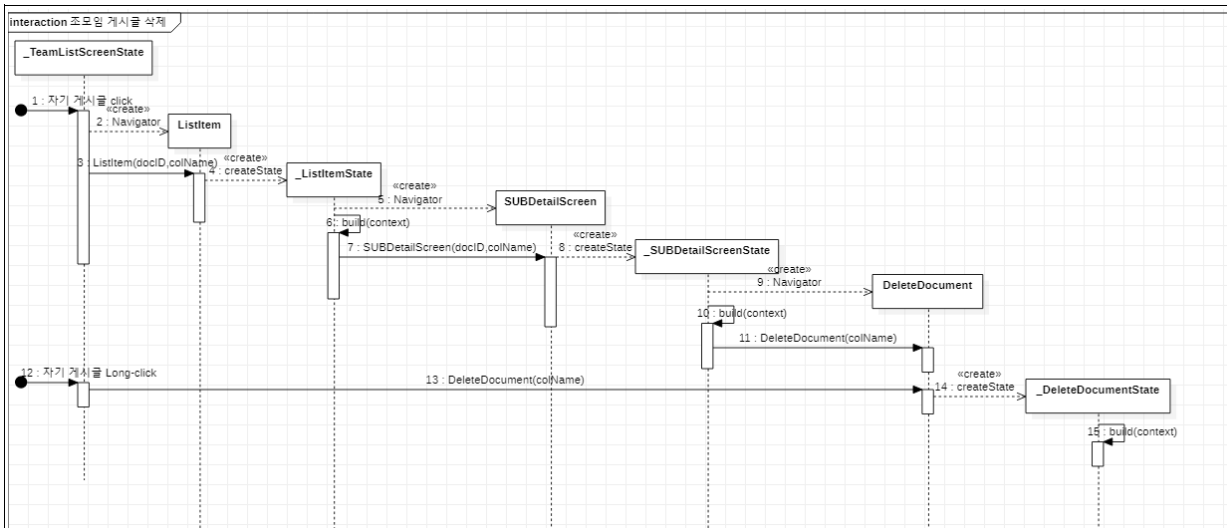 interaction 조모임 게시글 삭제
_TeamListScreenState
1 : 자기 게시글 click
«create»
2 : Navigator
ListItem
3 : ListItem(docID,colName)
«create»
4 : createState
_ListItemState
«create»
5 : Navigator
SUBDetailScreen
6 : build(context)
7 : SUBDetailScreen(docID,colName)
«create»
8 : createState
_SUBDetailScreenState
«create»
9 : Navigator
DeleteDocument
10 : build(context)
11 : DeleteDocument(colName)
12 : 자기 게시글 Long-click
13 : DeleteDocument(colName)
«create»
14 : createState
_DeleteDocumentState
15 : build(context)